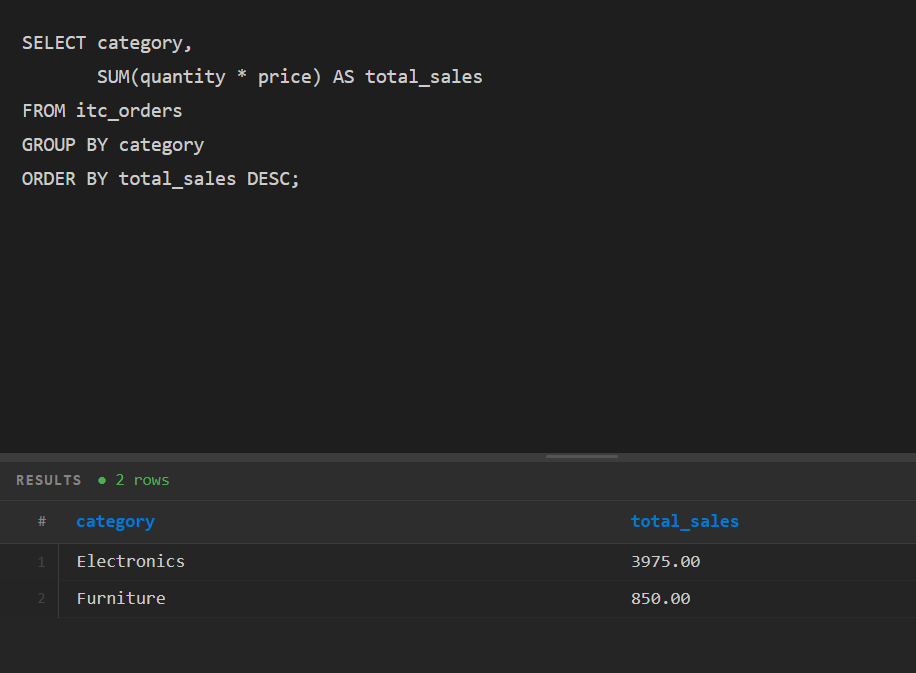 SELECT category,
       SUM(quantity * price) AS total_sales
FROM itc_orders
GROUP BY category
ORDER BY total_sales DESC;
RESULTS ● 2 rows
# category total_sales
1 Electronics 3975.00
2 Furniture 850.00